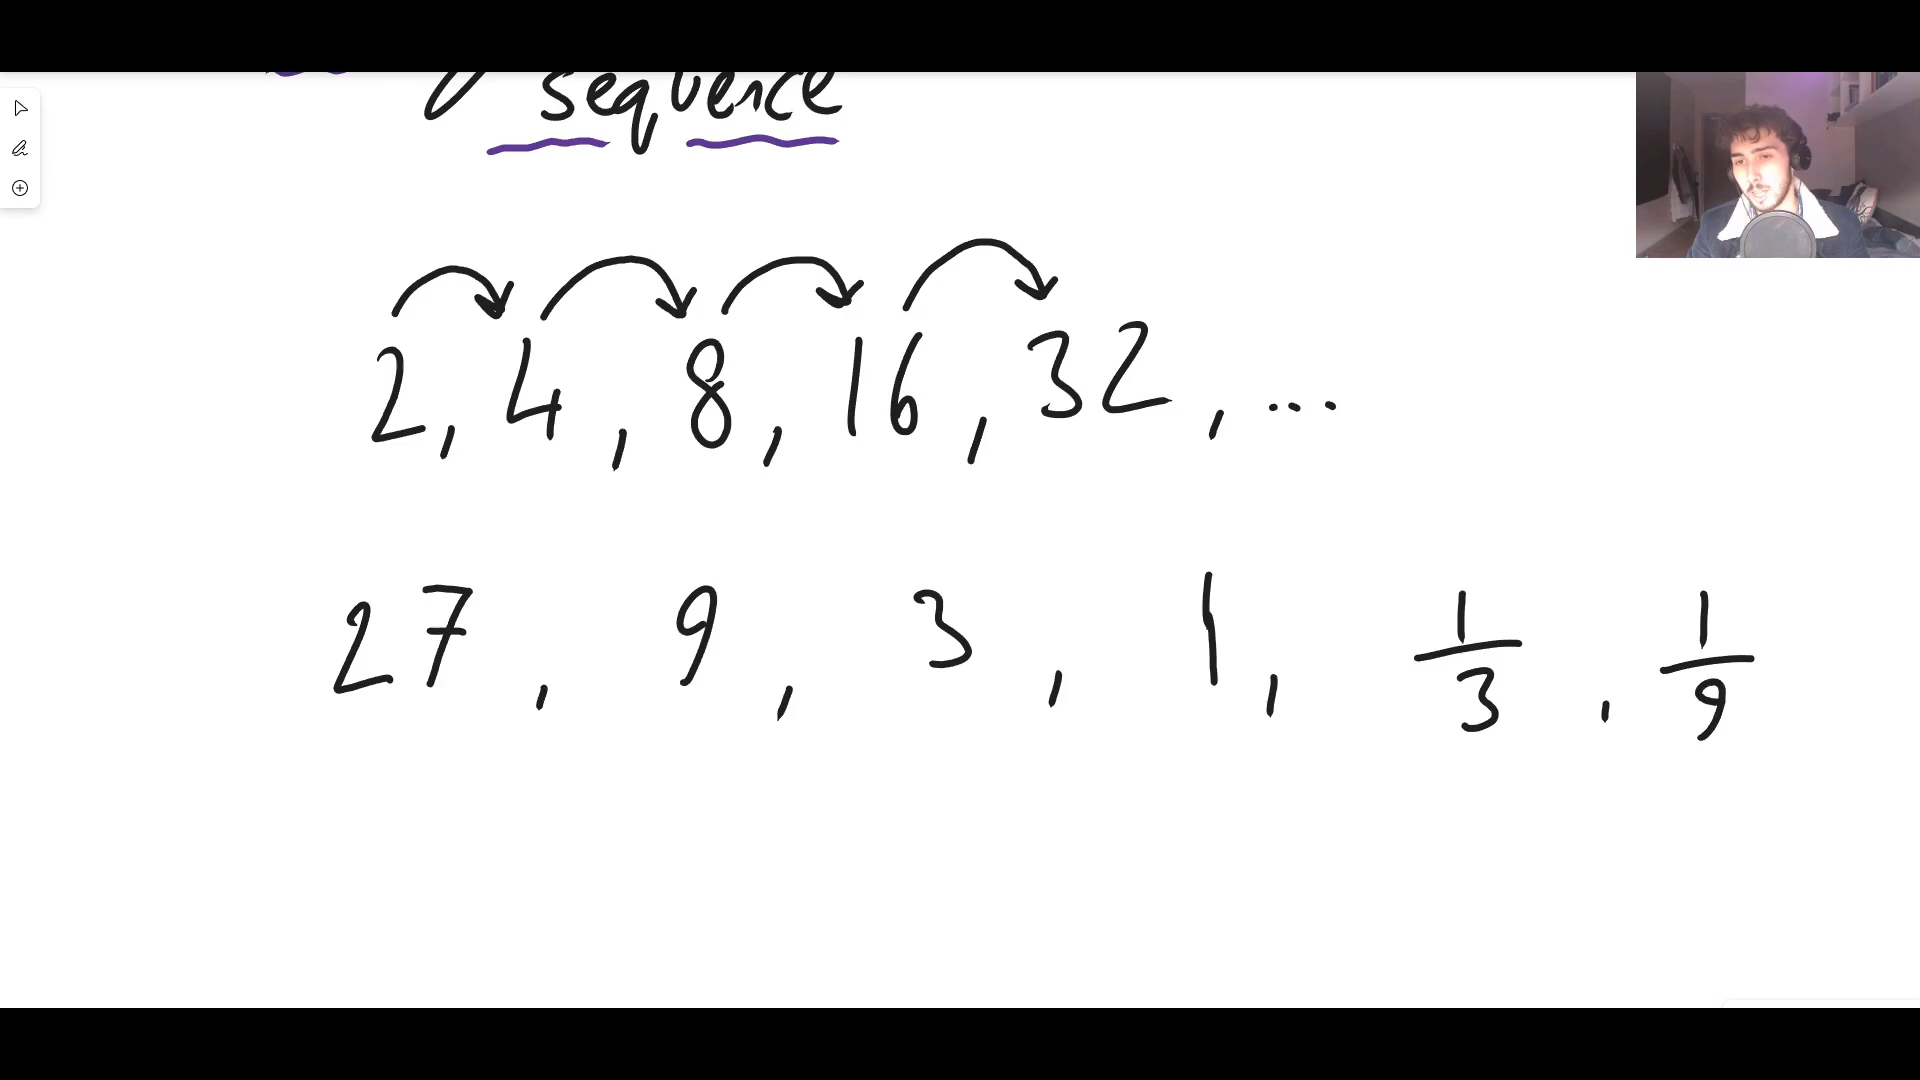 sequence
2, 4, 8, 16, 32, ...
27, 9, 3, 1, 1/3, 1/9